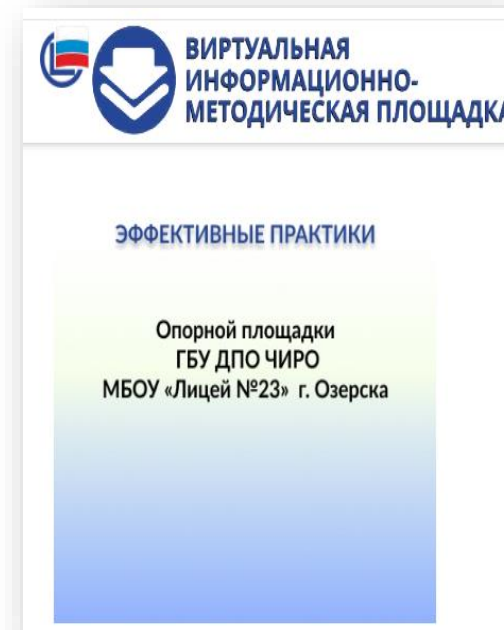 ВИРТУАЛЬНАЯ
ИНФОРМАЦИОННО-
МЕТОДИЧЕСКАЯ ПЛОЩАДКА
ЭФФЕКТИВНЫЕ ПРАКТИКИ
Опорной площадки
ГБУ ДПО ЧИРО
МБОУ «Лицей №23» г. Озерска